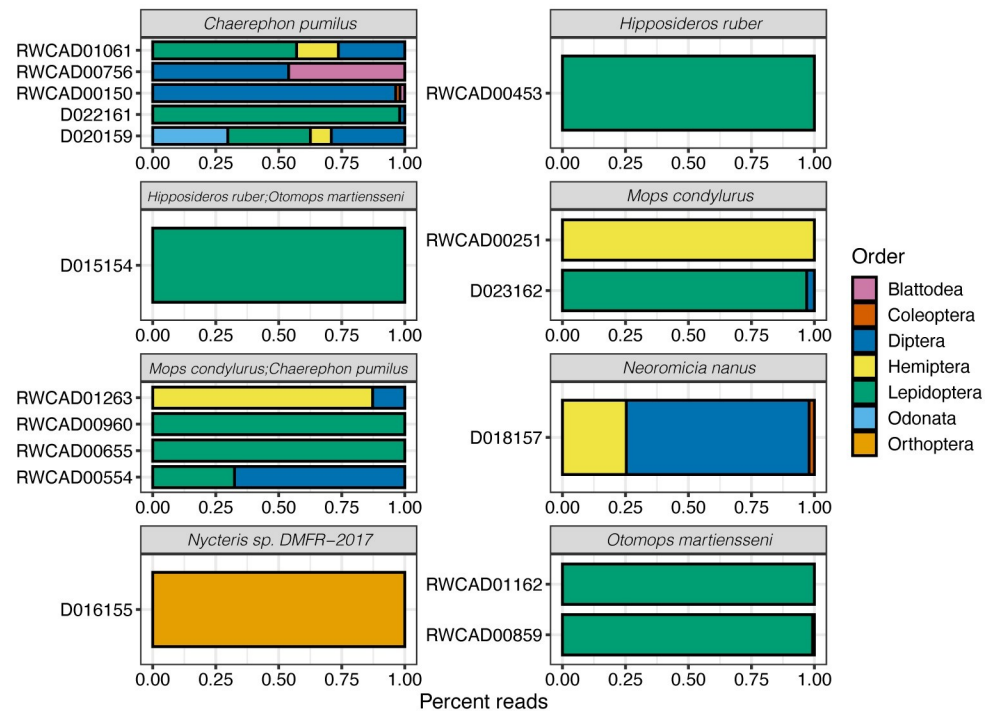 Chaerephon pumilus
RWCAD01061
RWCAD00756
RWCAD00150
D022161
D020159
0.00 0.25 0.50 0.75 1.00
Hipposideros ruber
RWCAD00453
0.00 0.25 0.50 0.75 1.00
Hipposideros ruber;Otomops martiensseni
D015154
0.00 0.25 0.50 0.75 1.00
Mops condylurus
RWCAD00251
D023162
0.00 0.25 0.50 0.75 1.00
Mops condylurus;Chaerephon pumilus
RWCAD01263
RWCAD00960
RWCAD00655
RWCAD00554
0.00 0.25 0.50 0.75 1.00
Neoromicia nanus
D018157
0.00 0.25 0.50 0.75 1.00
Nycteris sp. DMFR−2017
D016155
0.00 0.25 0.50 0.75 1.00
Otomops martiensseni
RWCAD01162
RWCAD00859
0.00 0.25 0.50 0.75 1.00
Percent reads
Order
Blattodea
Coleoptera
Diptera
Hemiptera
Lepidoptera
Odonata
Orthoptera